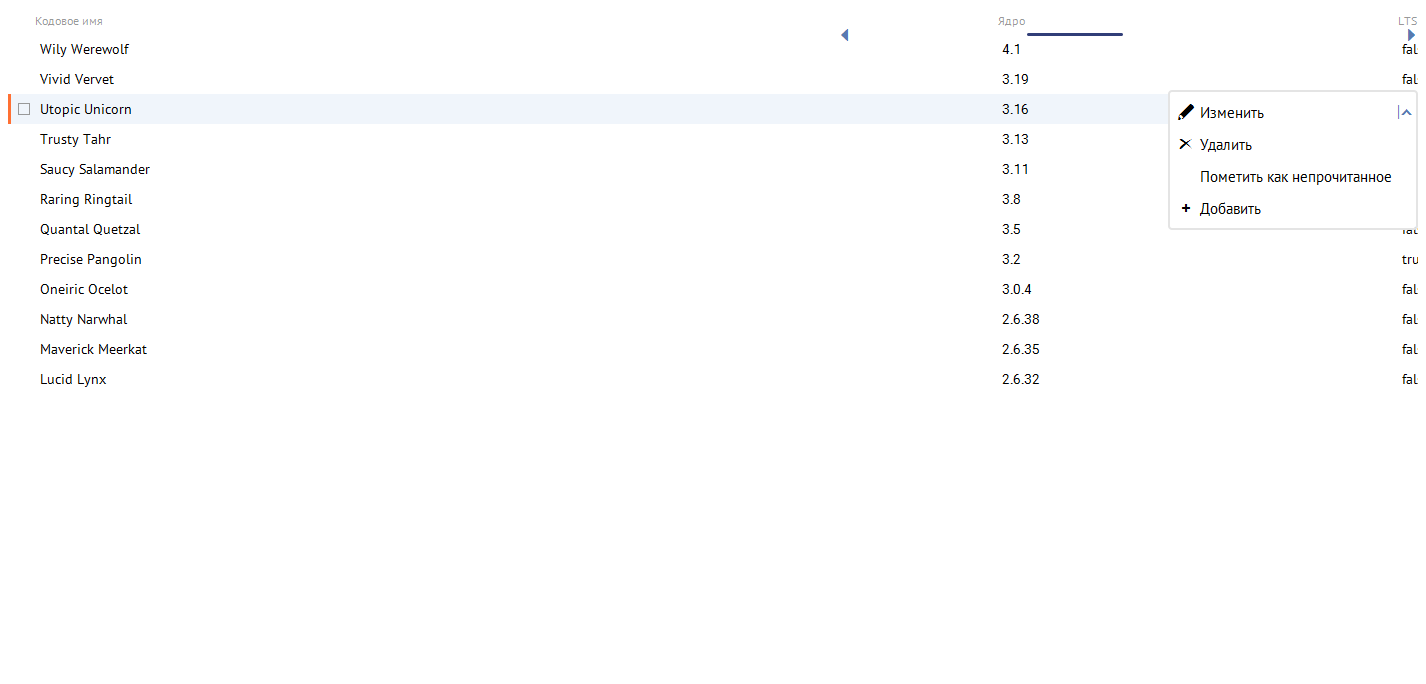 Кодовое имя Ядро LTS
Wily Werewolf 4.1 fal
Vivid Vervet 3.19 fal
Utopic Unicorn 3.16
Изменить
Trusty Tahr 3.13
Удалить
Saucy Salamander 3.11
Пометить как непрочитанное
Raring Ringtail 3.8
Добавить
Quantal Quetzal 3.5 fal
Precise Pangolin 3.2 tru
Oneiric Ocelot 3.0.4 fal
Natty Narwhal 2.6.38 fal
Maverick Meerkat 2.6.35 fal
Lucid Lynx 2.6.32 fal